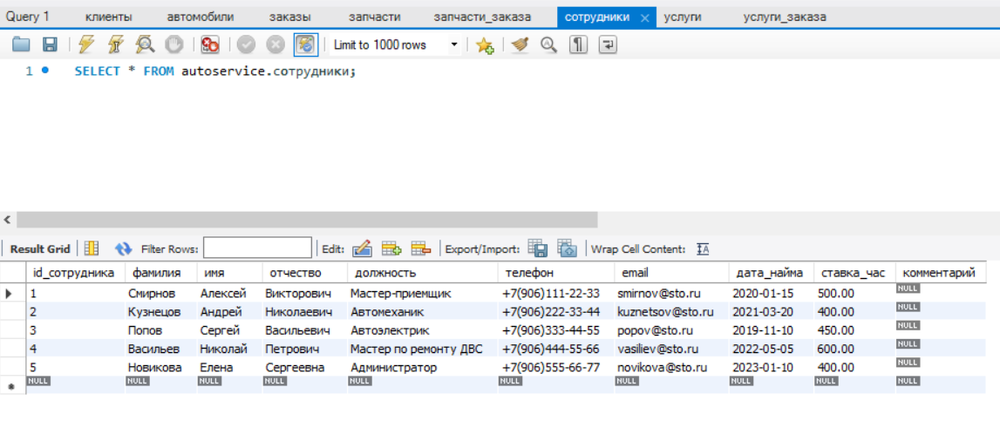 Query 1 клиенты автомобили заказы запчасти запчасти_заказа сотрудники услуги услуги_заказа
Limit to 1000 rows
1 SELECT * FROM autoservice.сотрудники;
Result Grid Filter Rows: Edit: Export/Import: Wrap Cell Content:
id_сотрудника фамилия имя отчество должность телефон email дата_найма ставка_час комментарий
1 Смирнов Алексей Викторович Мастер-приемщик +7(906)111-22-33 smirnov@sto.ru 2020-01-15 500.00 NULL
2 Кузнецов Андрей Николаевич Автомеханик +7(906)222-33-44 kuznetsov@sto.ru 2021-03-20 400.00 NULL
3 Попов Сергей Васильевич Автоэлектрик +7(906)333-44-55 popov@sto.ru 2019-11-10 450.00 NULL
4 Васильев Николай Петрович Мастер по ремонту ДВС +7(906)444-55-66 vasiliev@sto.ru 2022-05-05 600.00 NULL
5 Новикова Елена Сергеевна Администратор +7(906)555-66-77 novikova@sto.ru 2023-01-10 400.00 NULL
NULL NULL NULL NULL NULL NULL NULL NULL NULL NULL